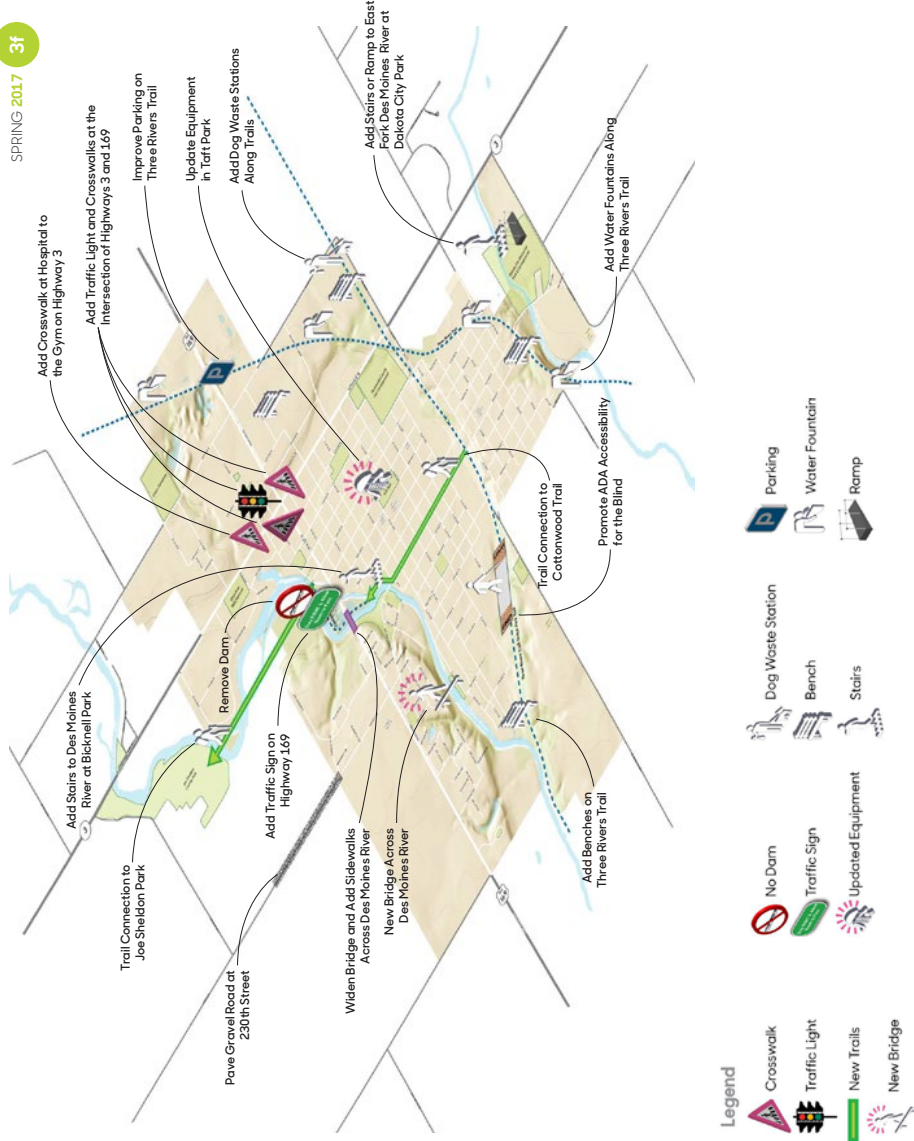 SPRING 2017 3f
Add Crosswalk at Hospital to
the Gym on Highway 3
Add Traffic Light and Crosswalks at the
Intersection of Highways 3 and 169
Improve Parking on
Three Rivers Trail
Update Equipment
in Taft Park
Add Dog Waste Stations
Along Trails
Add Stairs or Ramp to East
Fork Des Moines River at
Dakota City Park
Add Water Fountains Along
Three Rivers Trail
Promote ADA Accessibility
for the Blind
Trail Connection to
Cottonwood Trail
Add Stairs to Des Moines
River at Bicknell Park
Remove Dam
Trail Connection to
Joe Sheldon Park
Add Traffic Sign on
Highway 169
Pave Gravel Road at
230th Street
Widen Bridge and Add Sidewalks
Across Des Moines River
New Bridge Across
Des Moines River
Add Benches on
Three Rivers Trail
P
Legend
Crosswalk
Traffic Light
New Trails
New Bridge
No Dam
Traffic Sign
Updated Equipment
Dog Waste Station
Bench
Stairs
P
Parking
Water Fountain
Ramp